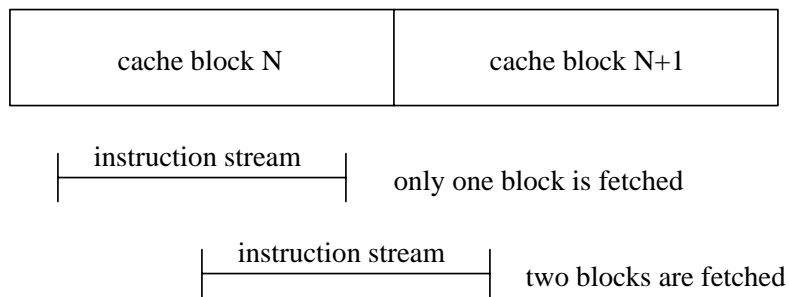 cache block N
cache block N+1
instruction stream
only one block is fetched
instruction stream
two blocks are fetched